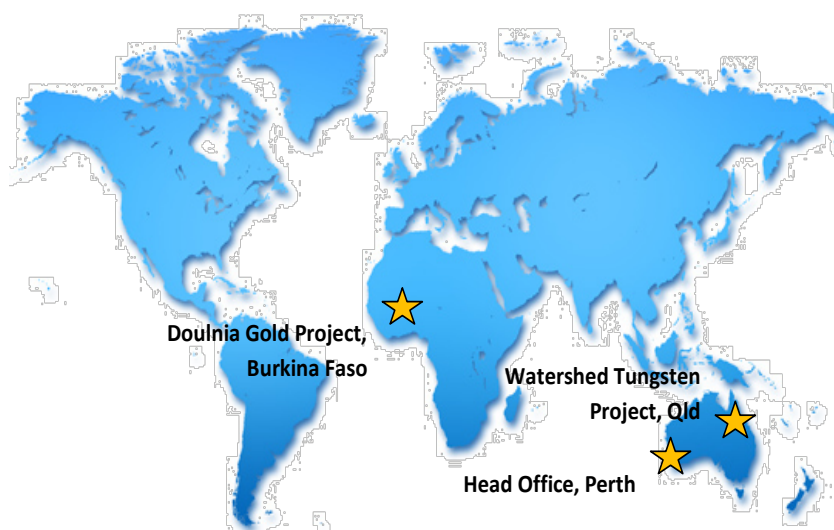 Doulnia Gold Project,
Burkina Faso
Watershed Tungsten
Project, Qld
Head Office, Perth